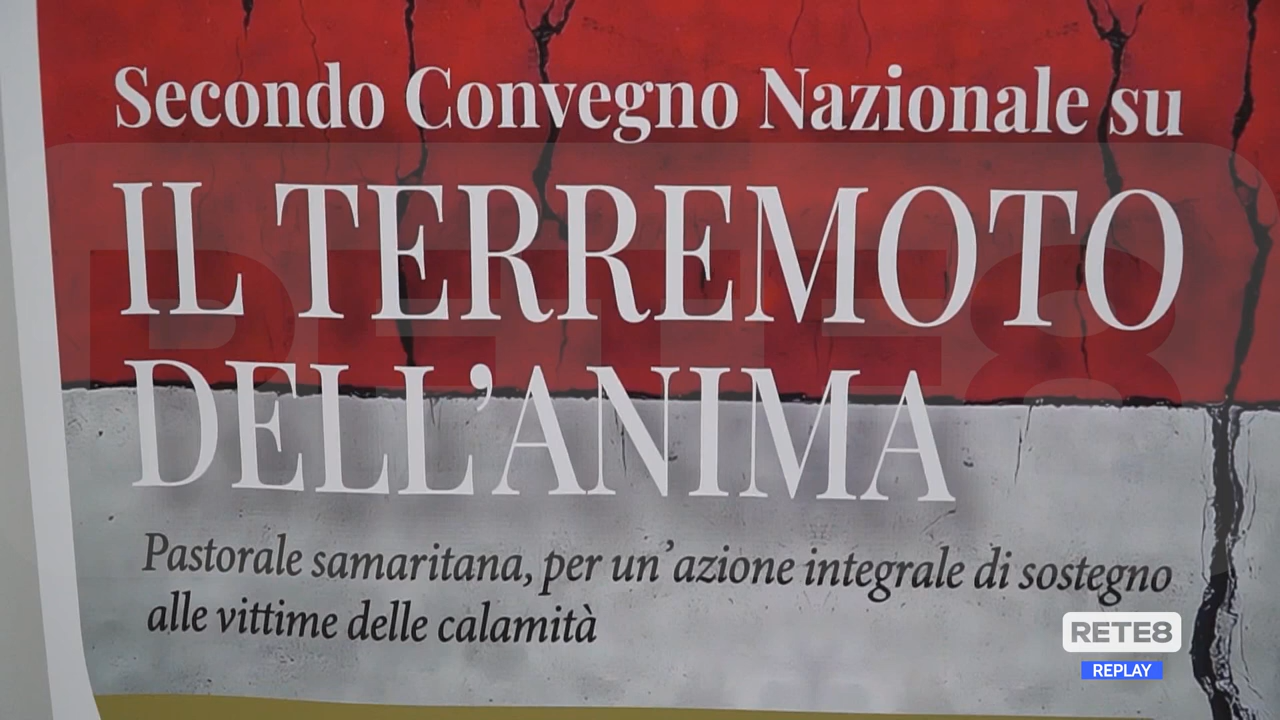 Secondo Convegno Nazionale su
IL TERREMOTO
DELL'ANIMA
Pastorale samaritana, per un'azione integrale di sostegno
alle vittime delle calamità
RETE8
RETE8
REPLAY